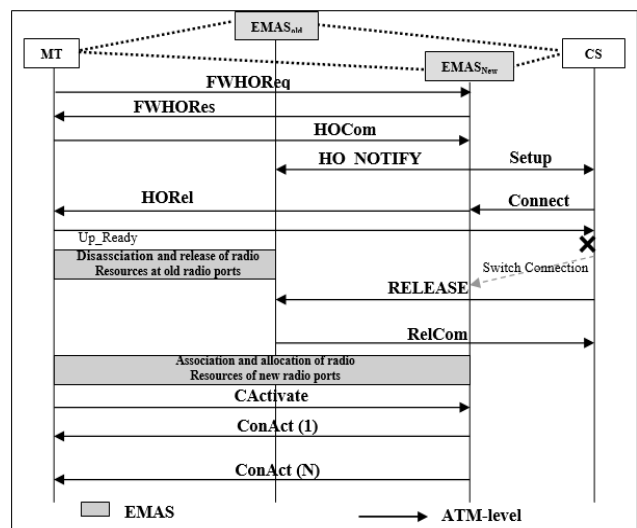 EMASold
MT
EMASNew
CS
FWHOReq
FWHORes
HOCom
HO NOTIFY
Setup
HORel
Connect
Up_Ready
Disassciation and release of radio
Resources at old radio ports
Switch Connection
RELEASE
RelCom
Association and allocation of radio
Resources of new radio ports
CActivate
ConAct (1)
ConAct (N)
EMAS
ATM-level